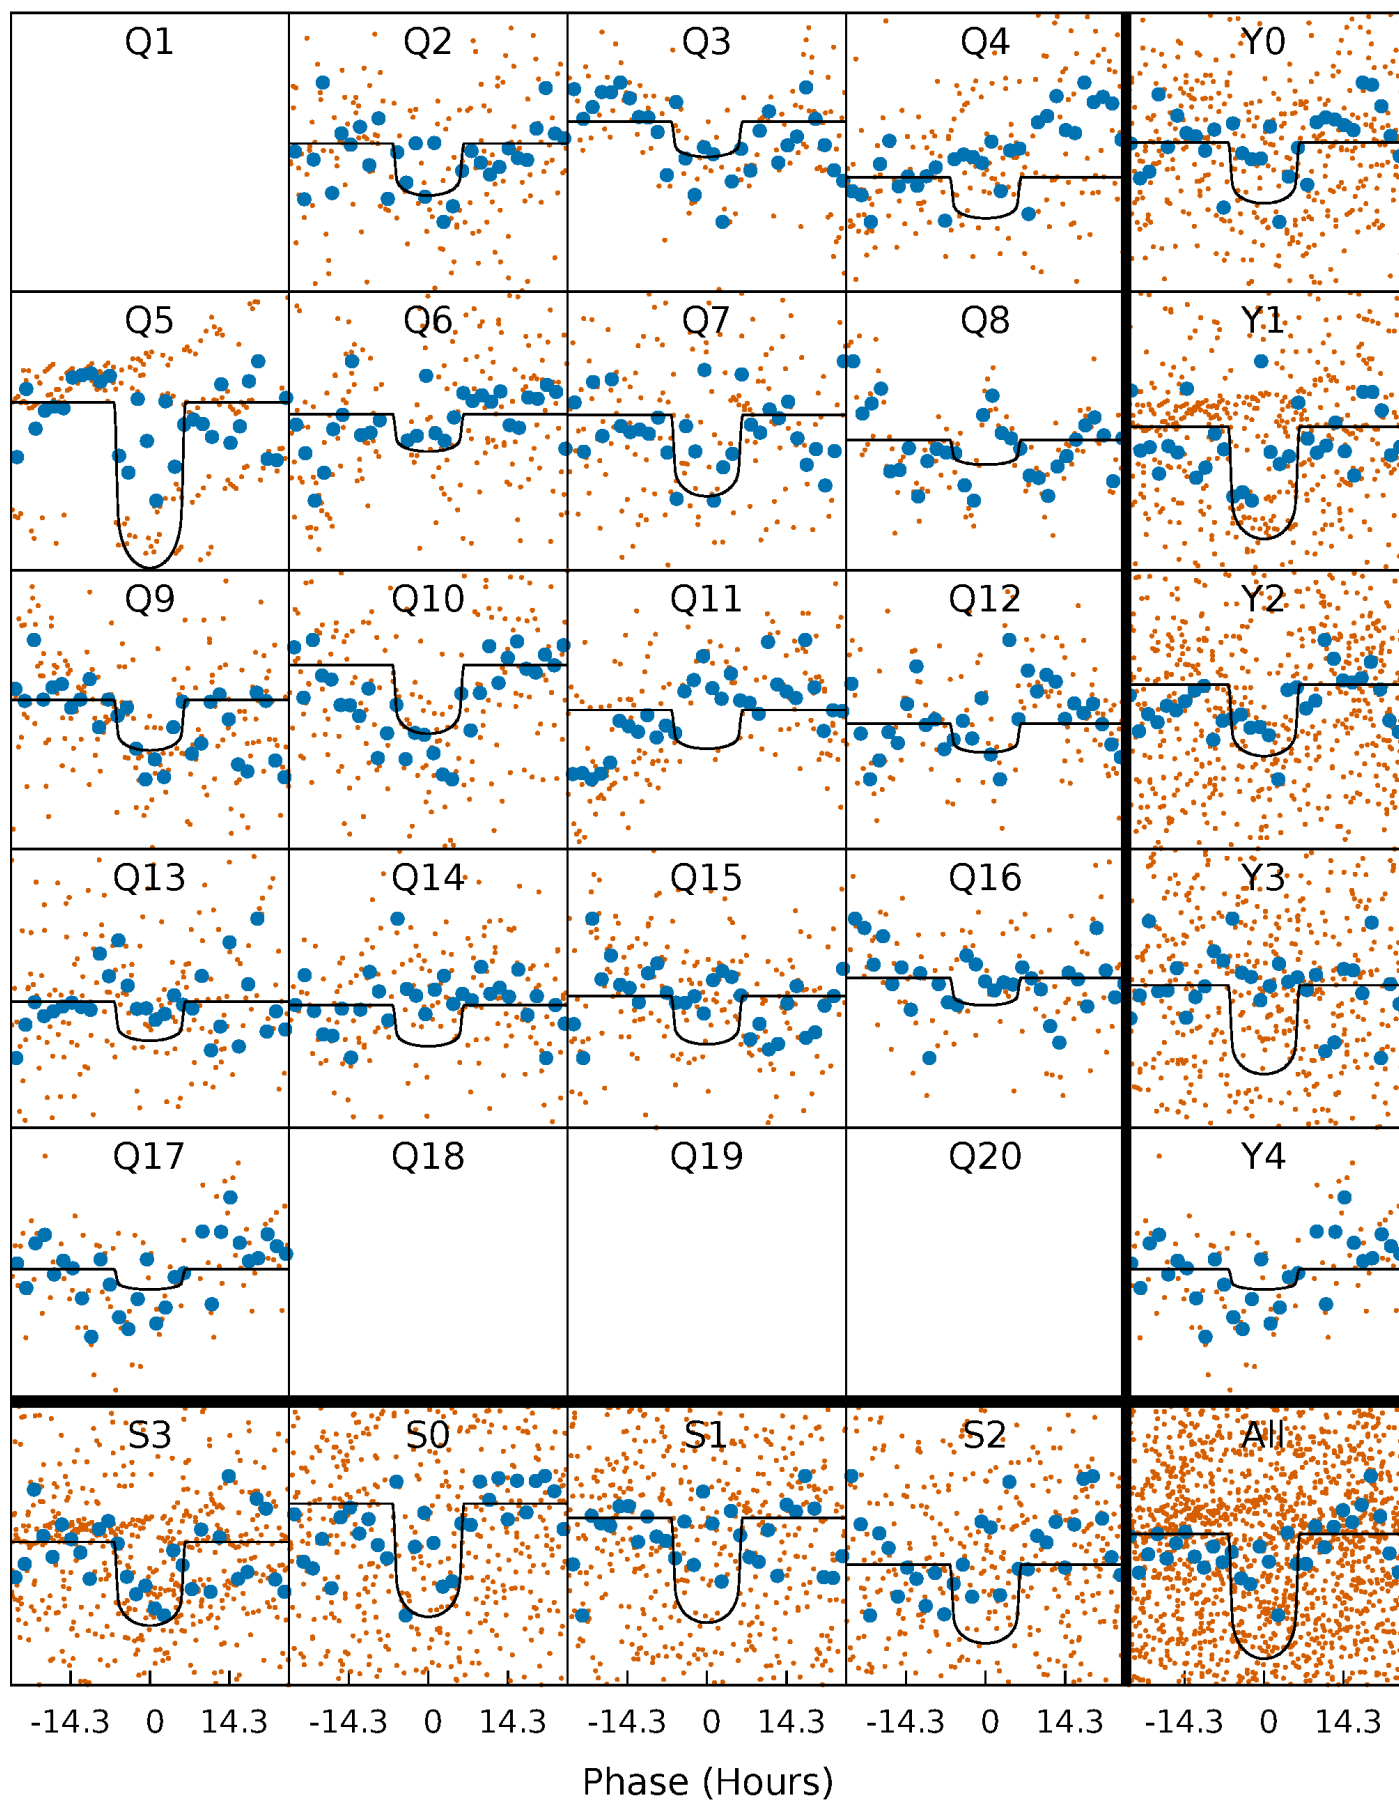 Q1 Q2 Q3 Q4 Y0
Q5 Q6 Q7 Q8 Y1
Q9 Q10 Q11 Q12 Y2
Q13 Q14 Q15 Q16 Y3
Q17 Q18 Q19 Q20 Y4
S3 S0 S1 S2 All
-14.3 0 14.3 -14.3 0 14.3 -14.3 0 14.3 -14.3 0 14.3 -14.3 0 14.3
Phase (Hours)